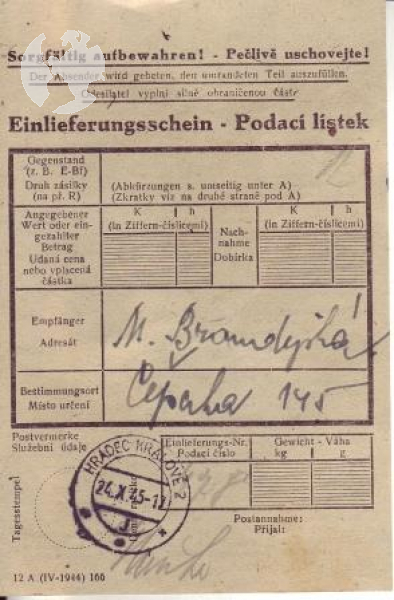 Sorgfältig aufbewahren! - Pečlivě uschovejte!
Der Absender wird gebeten, den umrandeten Teil auszufüllen.
Odesilatel vyplní silně ohraničenou část
Einlieferungsschein - Podací lístek
Gegenstand
(z. B. E-Bf)
Druh zásilky
(na př. R)
(Abkürzungen s. umseitig unter A)
(Zkratky viz na druhé straně pod A)
Angegebener
Wert oder ein-
gezahlter
Betrag
Udaná cena
nebo vplacená
částka
K h
(in Ziffern-číslicemi)
Nach-
nahme
Dobírka
K h
(in Ziffern-číslicemi)
Empfänger
Adresát
M. Brandejská
Bestimmungsort
Místo určení
Čeperka 145
Postvermerke
Služební údaje
Einlieferungs-Nr.
Podací číslo
Gewicht - Váha
kg g
HRADEC KRÁLOVÉ 2
24.X.45-17
Tagesstempel
Postannahme:
Přijal:
12 A (IV-1944) 166